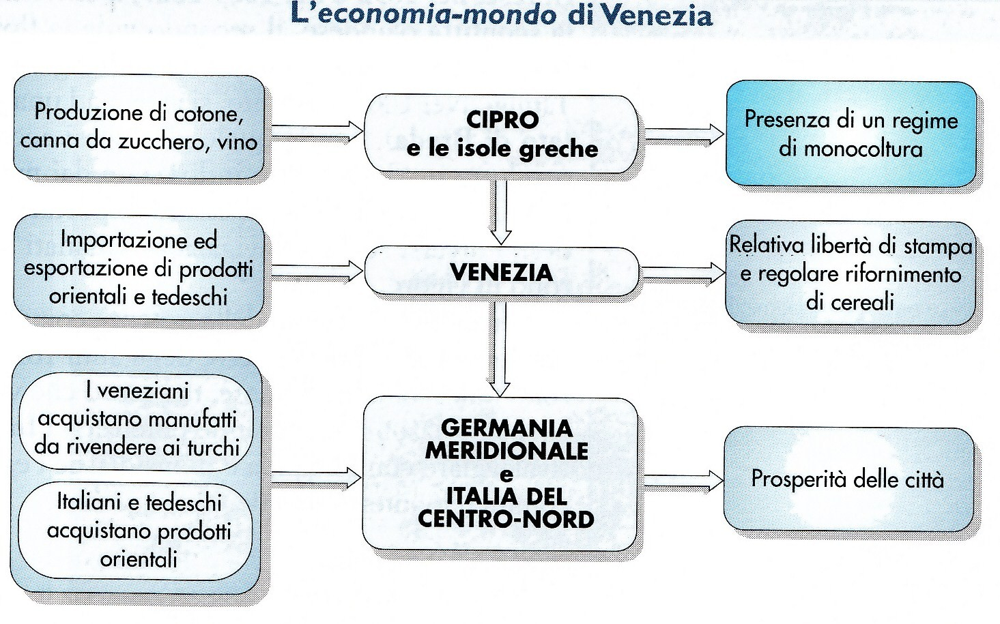 L'economia-mondo di Venezia
Produzione di cotone,
canna da zucchero, vino
CIPRO
e le isole greche
Presenza di un regime
di monocoltura
Importazione ed
esportazione di prodotti
orientali e tedeschi
VENEZIA
Relativa libertà di stampa
e regolare rifornimento
di cereali
I veneziani
acquistano manufatti
da rivendere ai turchi
Italiani e tedeschi
acquistano prodotti
orientali
GERMANIA
MERIDIONALE
e
ITALIA DEL
CENTRO-NORD
Prosperità delle città